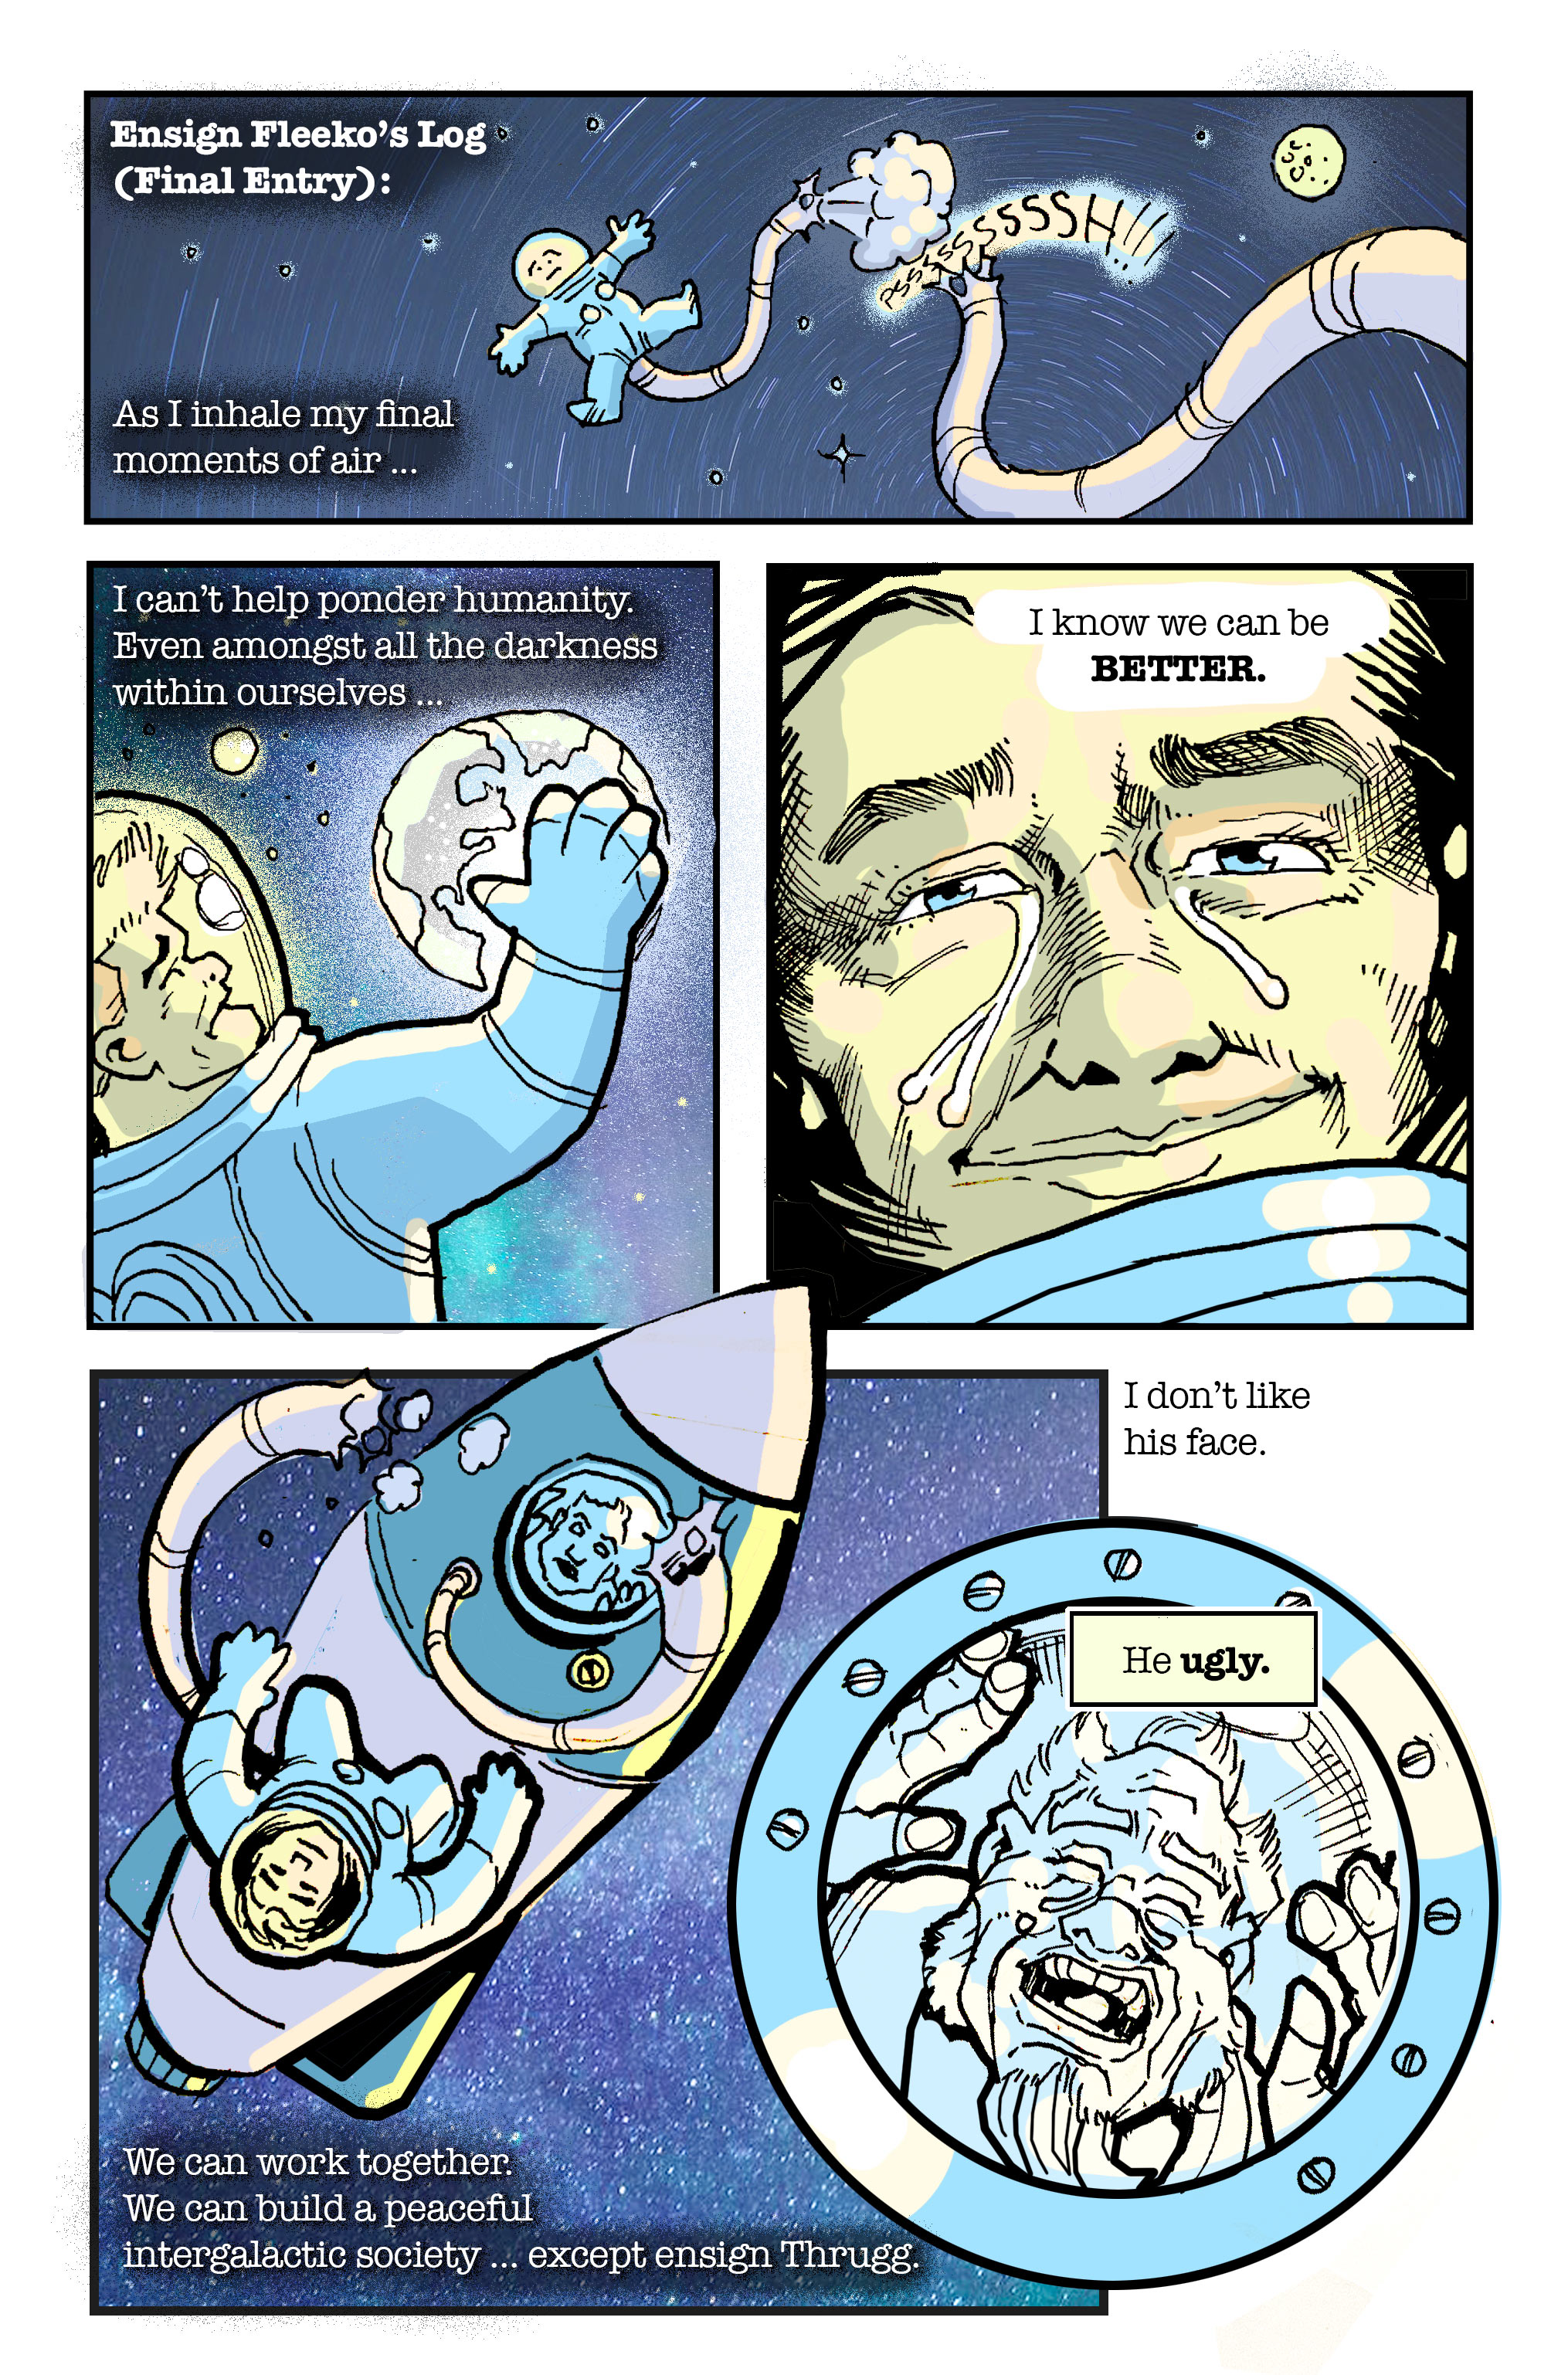 Ensign Fleeko’s Log
(Final Entry):
PSSSSSSSSSSH
As I inhale my final
moments of air ...
I can’t help ponder humanity.
Even amongst all the darkness
within ourselves ...
I know we can be
BETTER.
I don’t like
his face.
He ugly.
We can work together.
We can build a peaceful
intergalactic society ... except ensign Thrugg.